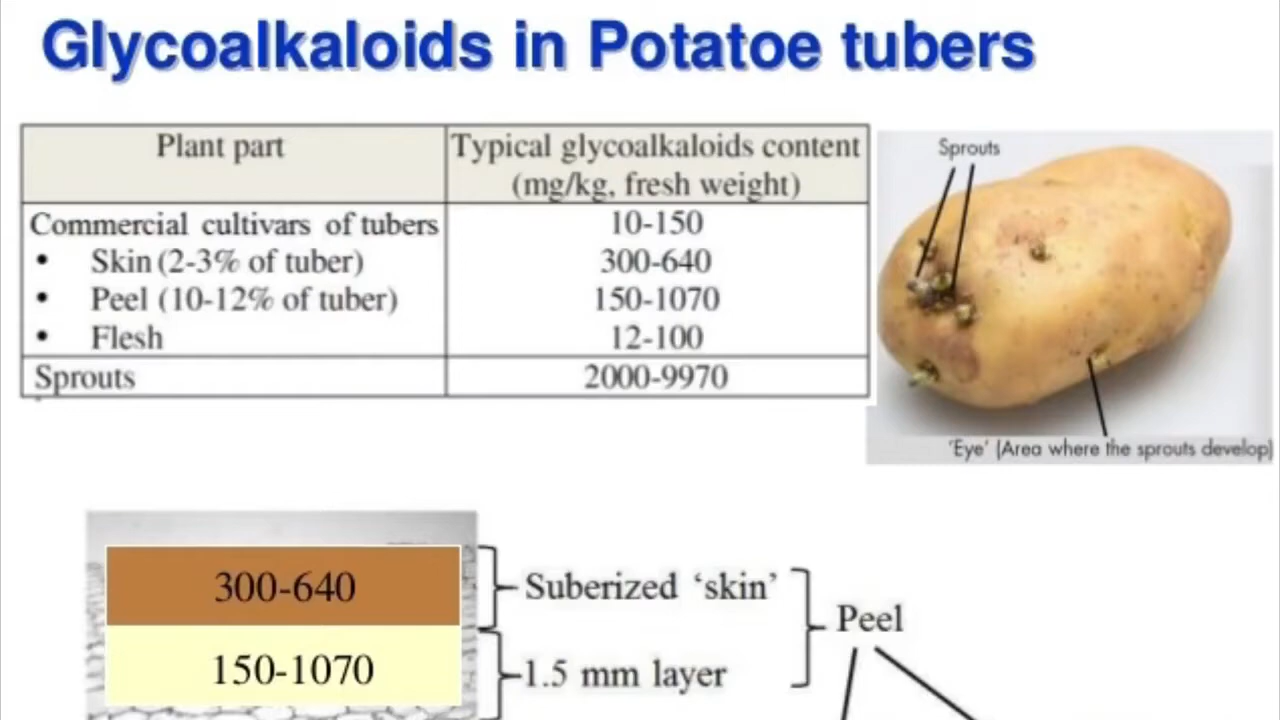 Glycoalkaloids in Potatoe tubers
Plant part
Typical glycoalkaloids content
(mg/kg, fresh weight)
Commercial cultivars of tubers
10-150
• Skin (2-3% of tuber)
300-640
• Peel (10-12% of tuber)
150-1070
• Flesh
12-100
Sprouts
2000-9970
Sprouts
'Eye' (Area where the sprouts develop)
300-640
Suberized ‘skin’
Peel
150-1070
1.5 mm layer